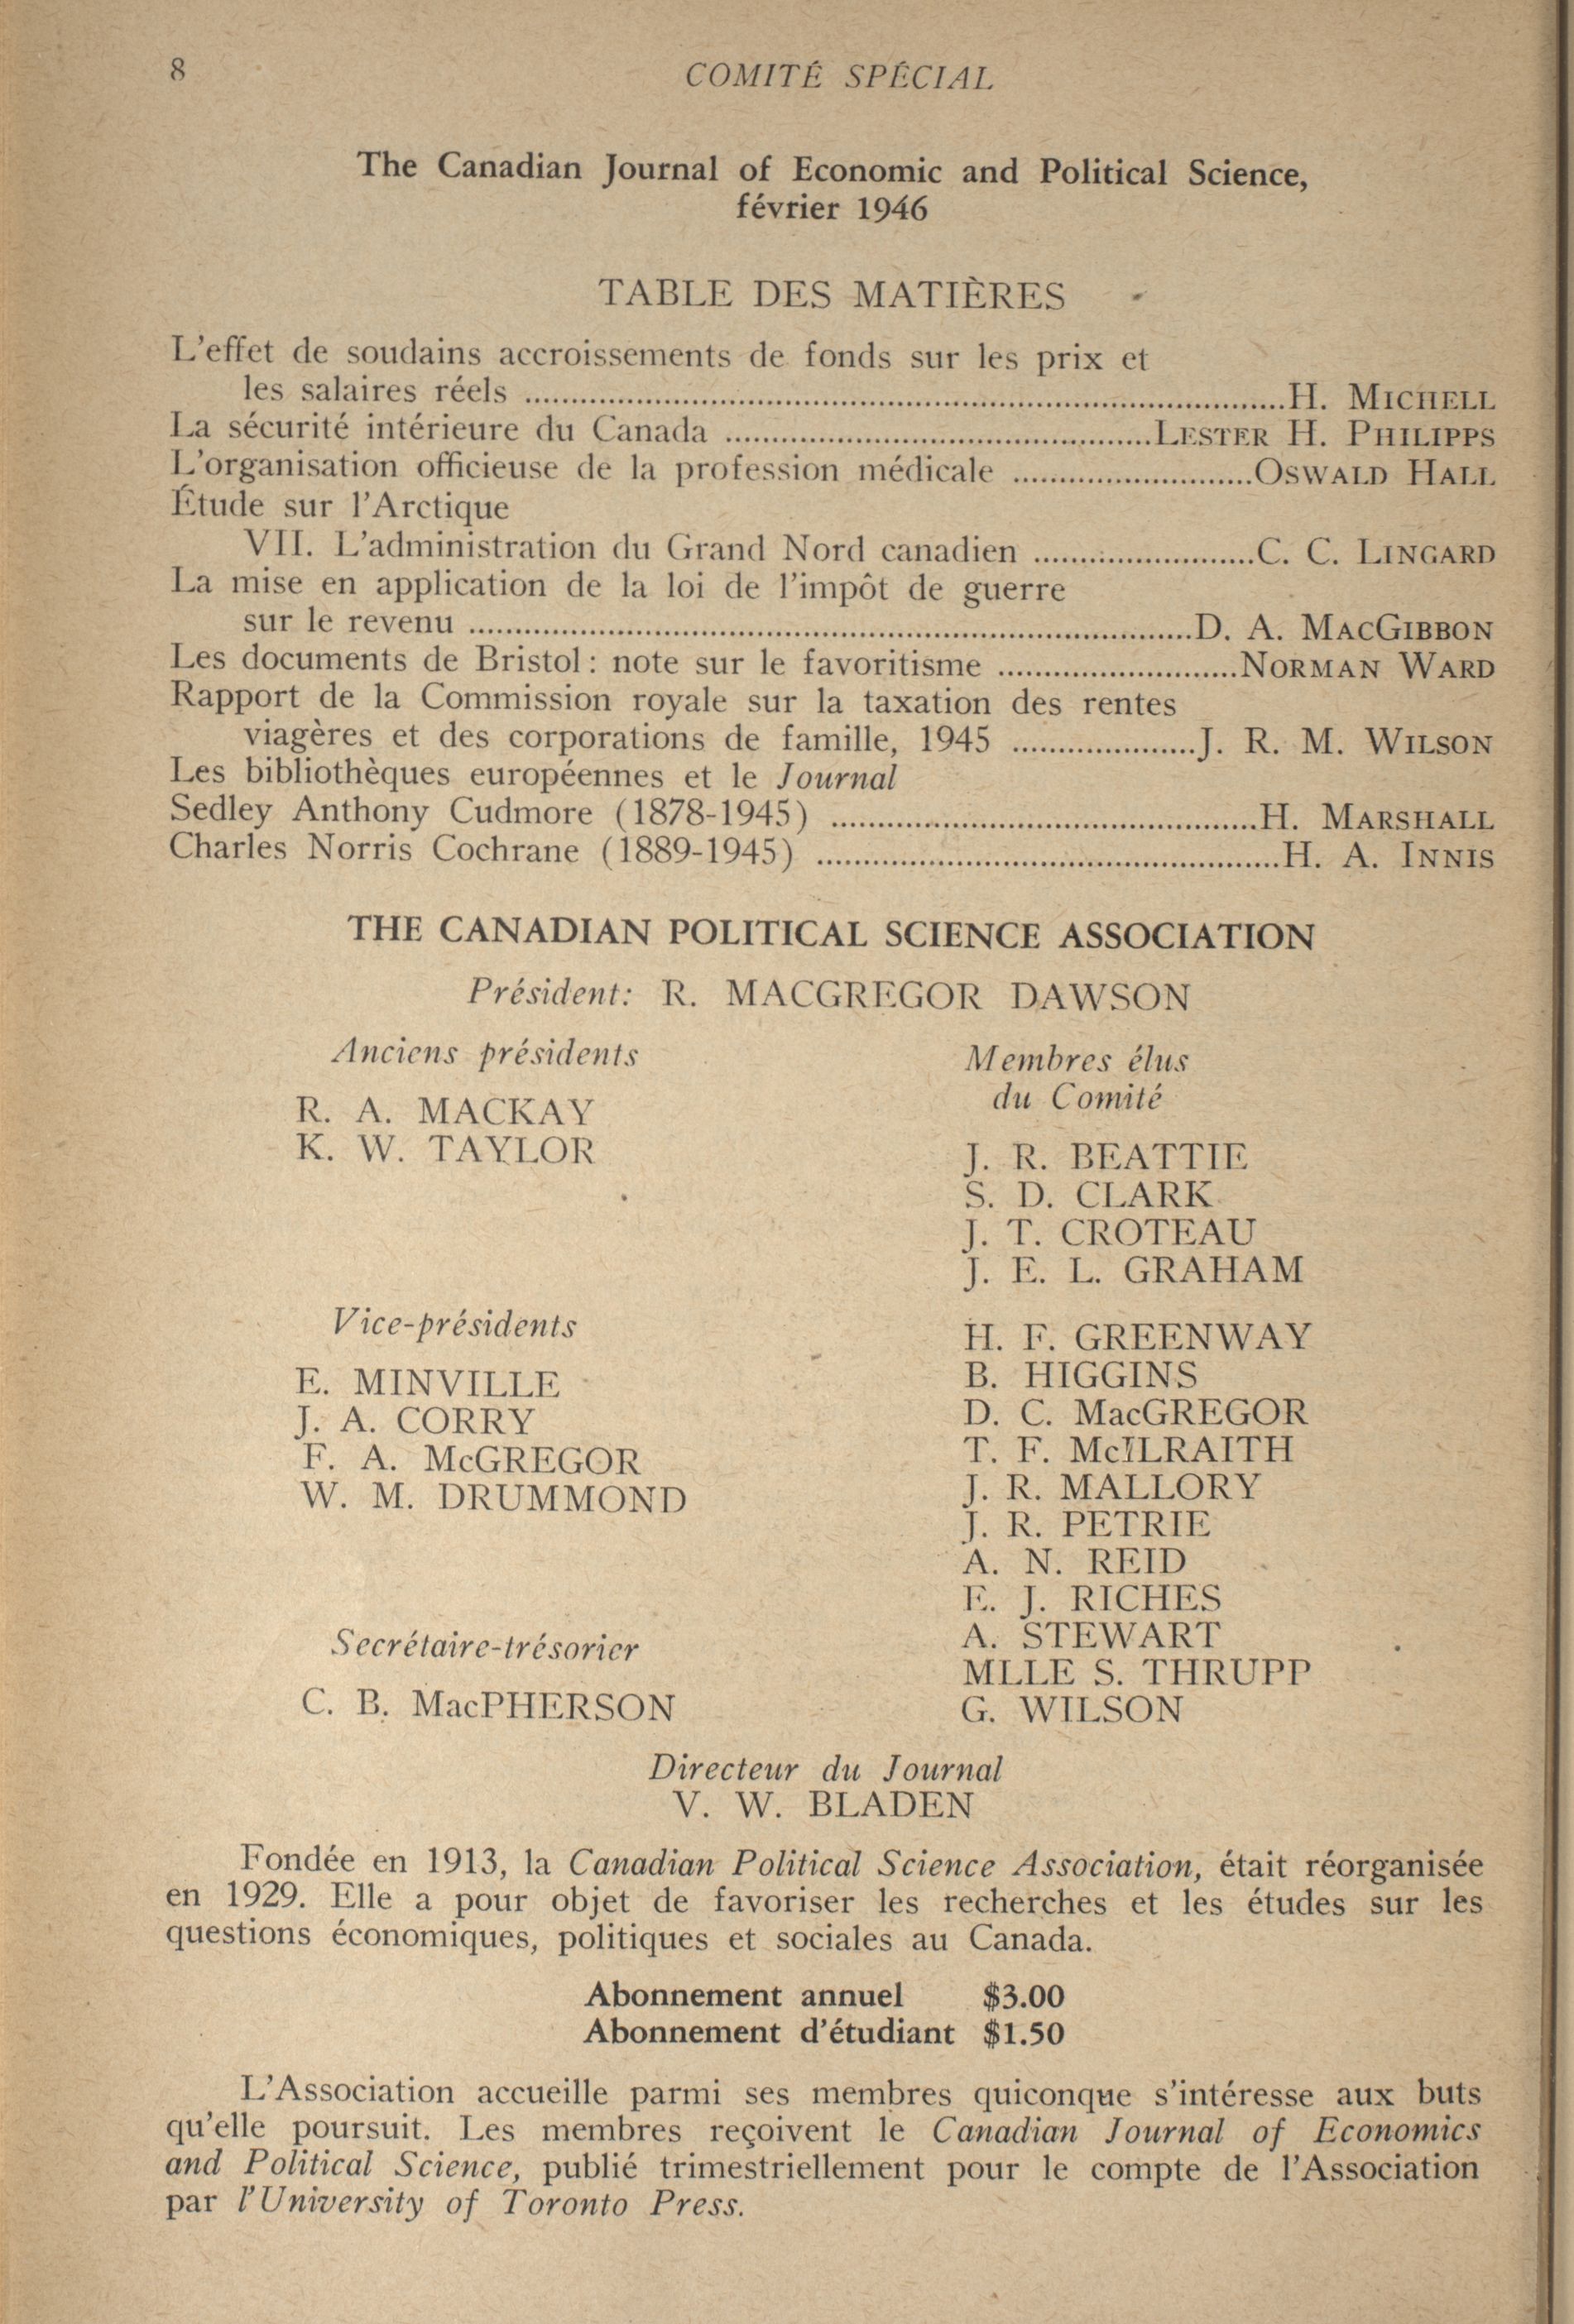 8
COMITÉ SPÉCIAL
The Canadian Journal of Economic and Political Science,
février 1946
TABLE DES MATIÈRES
L'effet de soudains accroissements de fonds sur les prix et
les salaires réels ........................................ H. MICHELL
La sécurité intérieure du Canada ........................................ LESTER H. PHILIPPS
L'organisation officieuse de la profession médicale ........................................ OSWALD HALL
Étude sur l'Arctique
VII. L'administration du Grand Nord canadien ........................................ C. C. LINGARD
La mise en application de la loi de l'impôt de guerre
sur le revenu ........................................ D. A. MACGIBBON
Les documents de Bristol : note sur le favoritisme ........................................ NORMAN WARD
Rapport de la Commission royale sur la taxation des rentes
viagères et des corporations de famille, 1945 ........................................ J. R. M. WILSON
Les bibliothèques européennes et le Journal
Sedley Anthony Cudmore (1878-1945) ........................................ H. MARSHALL
Charles Norris Cochrane (1889-1945) ........................................ H. A. INNIS
THE CANADIAN POLITICAL SCIENCE ASSOCIATION
Président: R. MACGREGOR DAWSON
Anciens présidents
R. A. MACKAY
K. W. TAYLOR
Vice-présidents
E. MINVILLE
J. A. CORRY
F. A. McGREGOR
W. M. DRUMMOND
Secrétaire-trésorier
C. B. MacPHERSON
Membres élus
du Comité
J. R. BEATTIE
S. D. CLARK
J. T. CROTEAU
J. E. L. GRAHAM
H. F. GREENWAY
B. HIGGINS
D. C. MacGREGOR
T. F. McILRAITH
J. R. MALLORY
J. R. PETRIE
A. N. REID
E. J. RICHES
A. STEWART
MLLE S. THRUPP
G. WILSON
Directeur du Journal
V. W. BLADEN
Fondée en 1913, la Canadian Political Science Association, était réorganisée
en 1929. Elle a pour objet de favoriser les recherches et les études sur les
questions économiques, politiques et sociales au Canada.
Abonnement annuel $3.00
Abonnement d'étudiant $1.50
L'Association accueille parmi ses membres quiconque s'intéresse aux buts
qu'elle poursuit. Les membres reçoivent le Canadian Journal of Economics
and Political Science, publié trimestriellement pour le compte de l'Association
par l'University of Toronto Press.